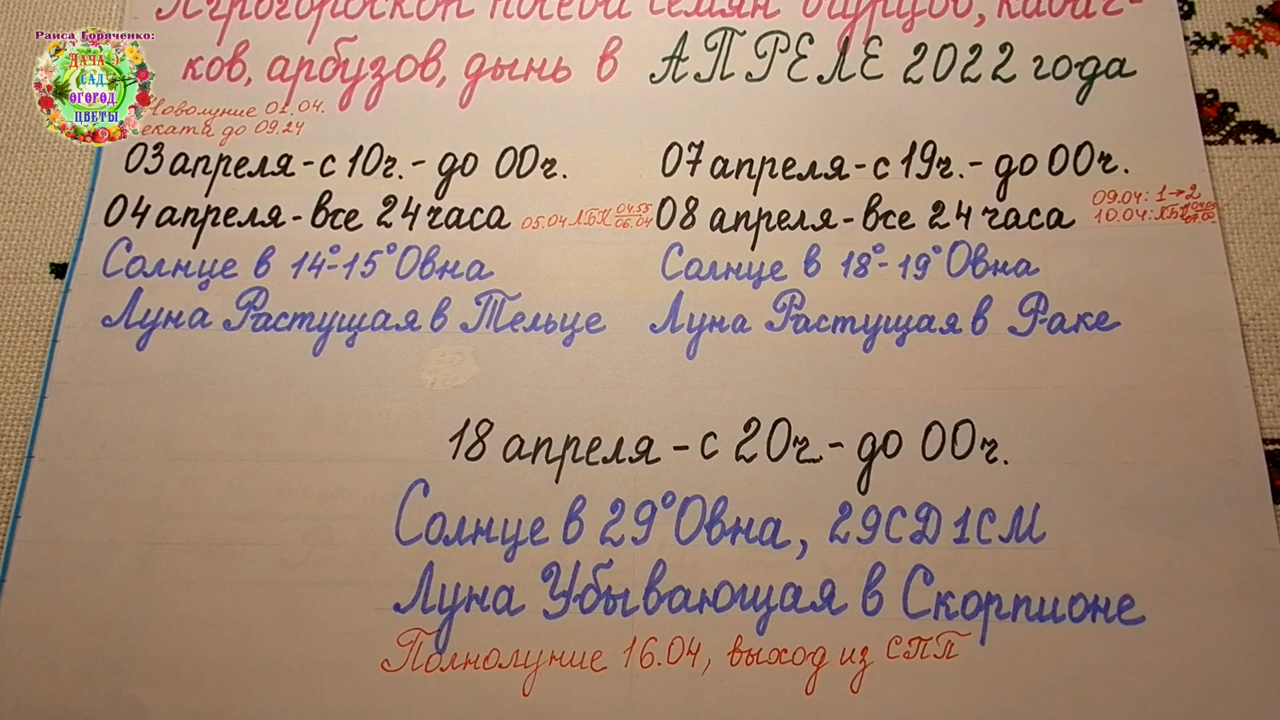 Раиса Горяченко:
ДАЧА :)
САД,
ОГОРОД,
ЦВЕТЫ
Агрогороскоп посева семян огурцов, кабач-
ков, арбузов, дынь в АПРЕЛЕ 2022 года
Новолуние 01.04.
еката до 09.24
03 апреля - с 10ч. - до 00ч.
04 апреля - все 24 часа
05.04 ЛБК 04.55 06.04
Солнце в 14°-15° Овна
Луна Растущая в Тельце
07 апреля - с 19ч. - до 00ч.
08 апреля - все 24 часа
09.04: 1→2
10.04: ЛБК
Солнце в 18°-19° Овна
Луна Растущая в Раке
18 апреля - с 20ч. - до 00ч.
Солнце в 29° Овна, 29СД 1СМ
Луна Убывающая в Скорпионе
Полнолуние 16.04, выход из СПП